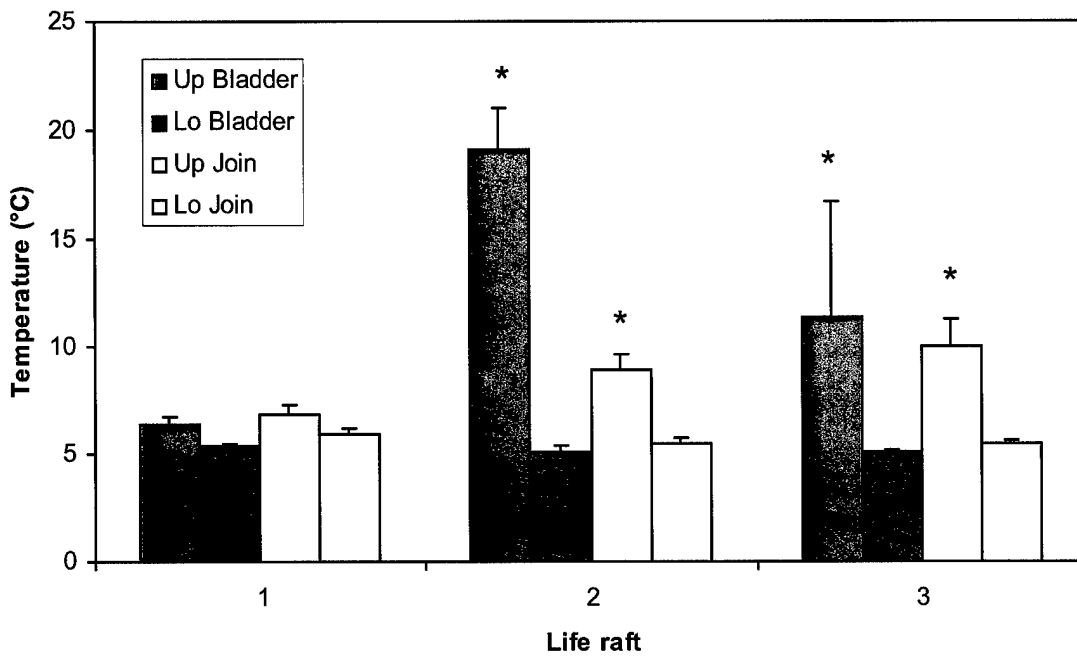 25
20
15
10
5
0
Temperature (°C)
Up Bladder
Lo Bladder
Up Join
Lo Join
*
*
*
*
1 2 3
Life raft